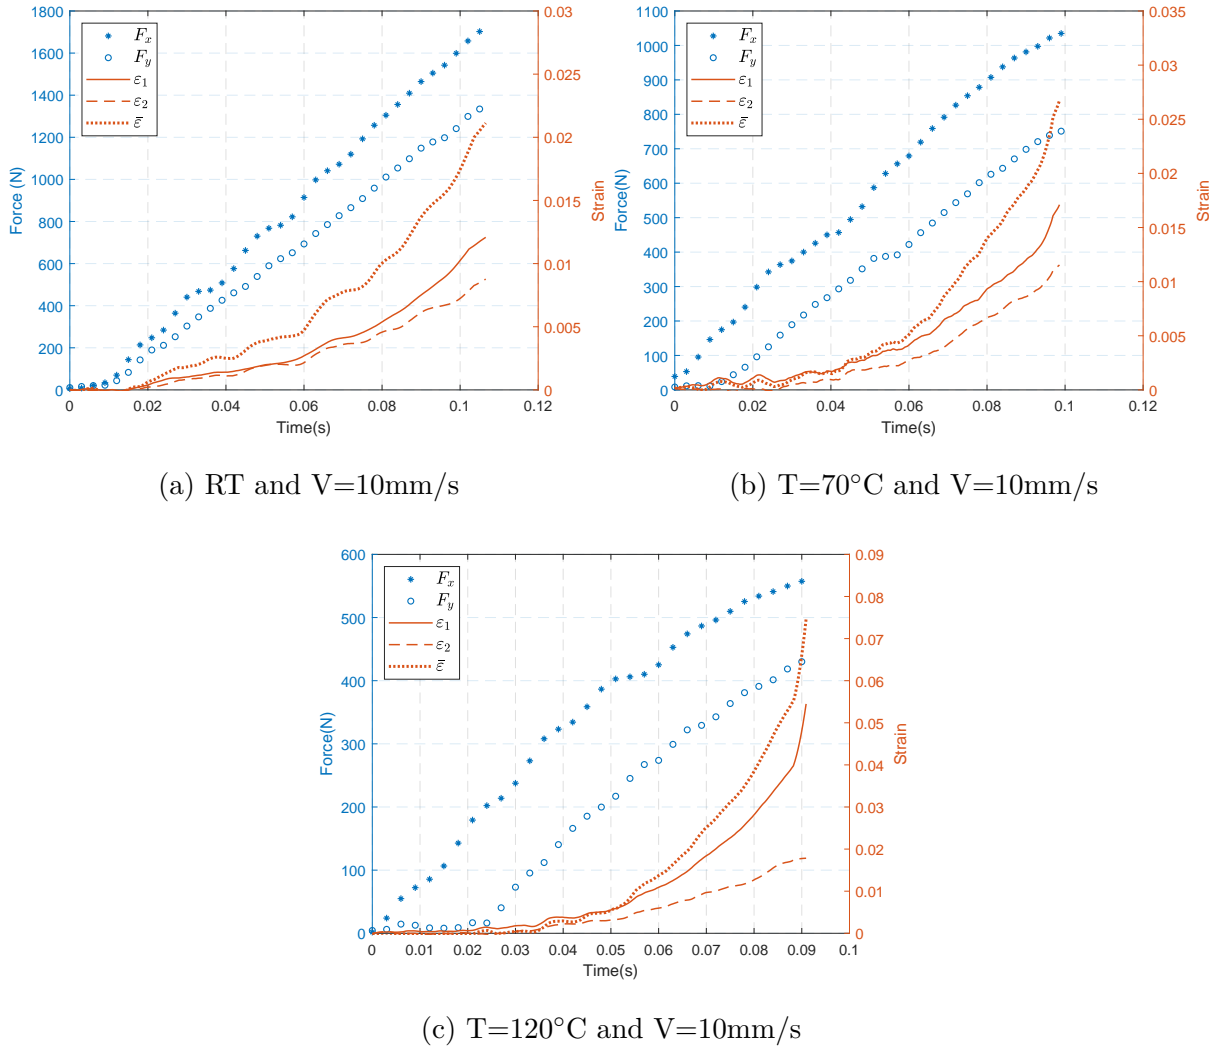 1800
1600
1400
1200
1000
800
600
400
200
0
Force (N)
F_x
F_y
ε_1
ε_2
ε̄
0.03
0.025
0.02
0.015
0.01
0.005
0
Strain
0 0.02 0.04 0.06 0.08 0.1 0.12
Time(s)
(a) RT and V=10mm/s
1100
1000
900
800
700
600
500
400
300
200
100
0
Force(N)
F_x
F_y
ε_1
ε_2
ε̄
0.035
0.03
0.025
0.02
0.015
0.01
0.005
0
Strain
0 0.02 0.04 0.06 0.08 0.1 0.12
Time(s)
(b) T=70°C and V=10mm/s
600
500
400
300
200
100
0
Force(N)
F_x
F_y
ε_1
ε_2
ε̄
0.09
0.08
0.07
0.06
0.05
0.04
0.03
0.02
0.01
0
Strain
0 0.01 0.02 0.03 0.04 0.05 0.06 0.07 0.08 0.09 0.1
Time(s)
(c) T=120°C and V=10mm/s